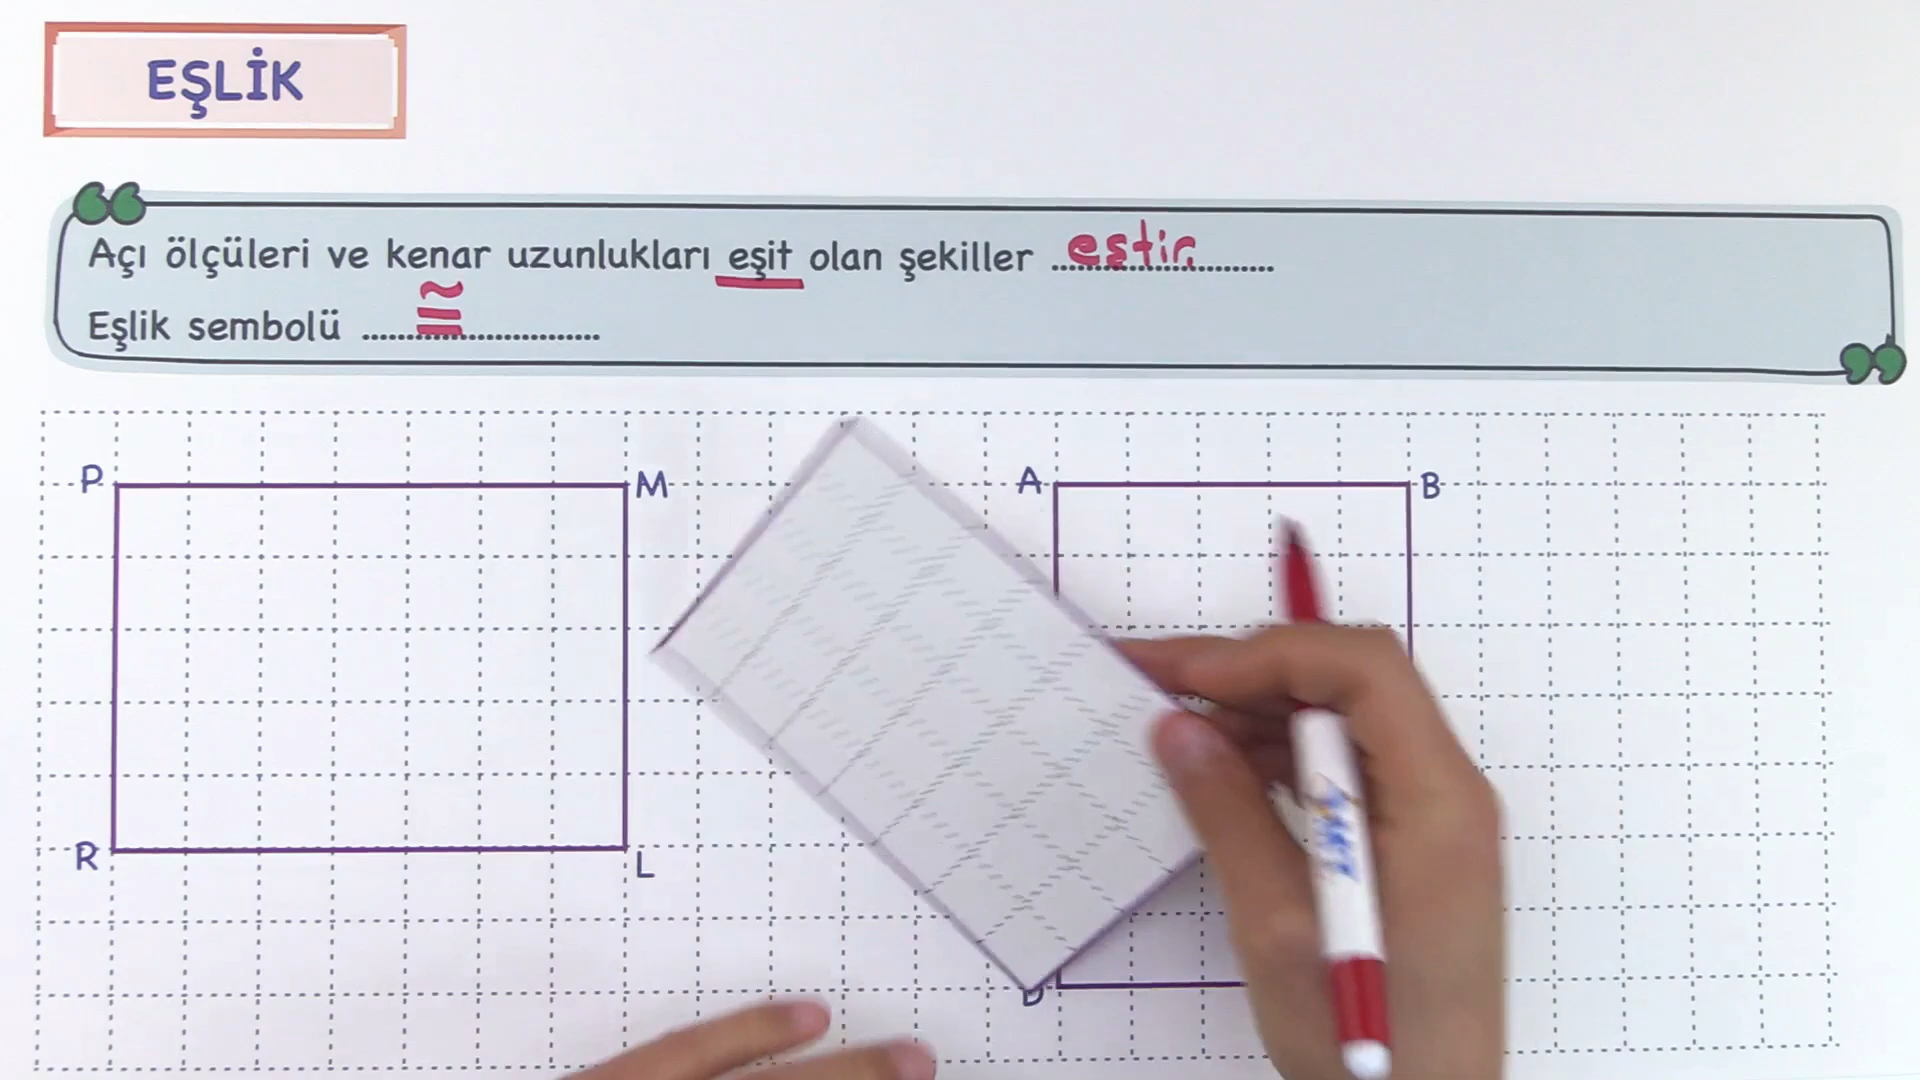 EŞLİK
Açı ölçüleri ve kenar uzunlukları eşit olan şekiller eştir.
Eşlik sembolü ≅
P
M
A
B
R
L
D